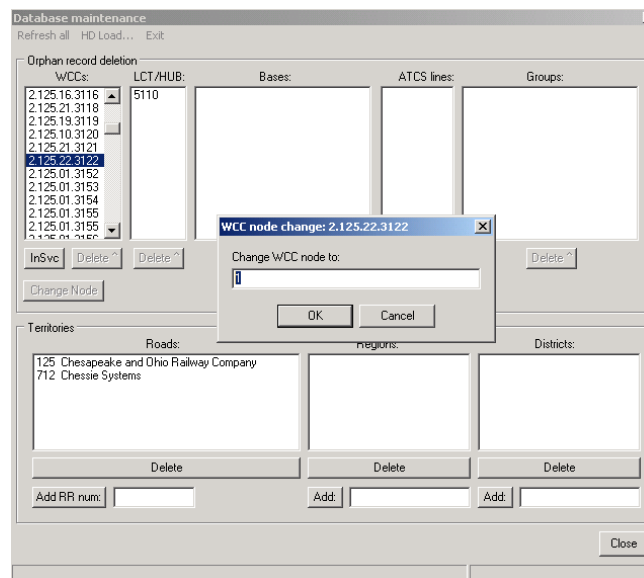 Database maintenance
Refresh all HD Load... Exit
Orphan record deletion
WCCs: LCT/HUB: Bases: ATCS lines: Groups:
2.125.16.3116 5110
2.125.21.3118
2.125.19.3119
2.125.10.3120
2.125.21.3121
2.125.22.3122
2.125.01.3152
2.125.01.3153
2.125.01.3154
2.125.01.3155
2.125.01.3155
WCC node change: 2.125.22.3122
Change WCC node to:
1
OK Cancel
InSvc Delete ^ Delete ^ Delete ^
Change Node
Territories
Roads: Regions: Districts:
125 Chesapeake and Ohio Railway Company
712 Chessie Systems
Delete Delete Delete
Add RR num: Add: Add:
Close